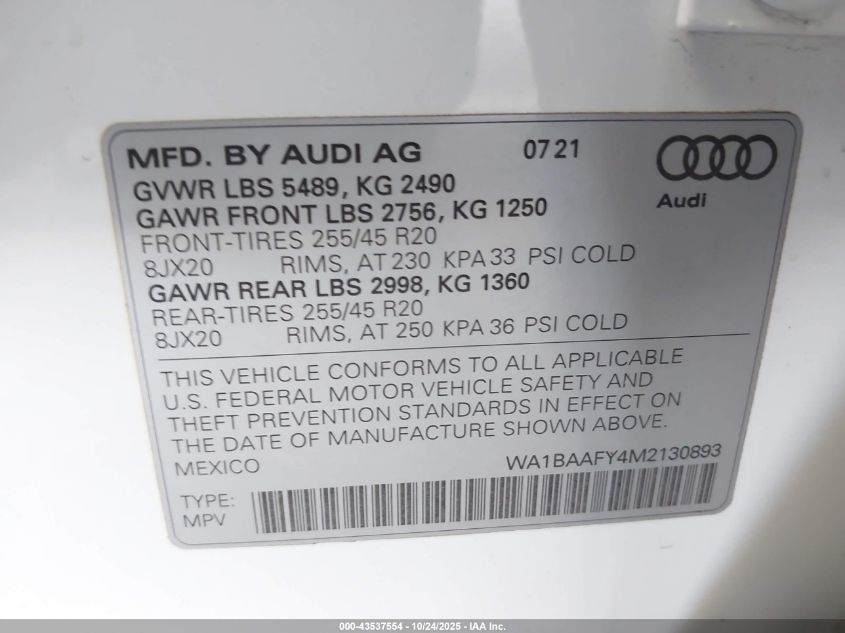 MFD. BY AUDI AG 07 21
GVWR LBS 5489, KG 2490
GAWR FRONT LBS 2756, KG 1250
Audi
FRONT-TIRES 255/45 R20
8JX20 RIMS, AT 230 KPA 33 PSI COLD
GAWR REAR LBS 2998, KG 1360
REAR-TIRES 255/45 R20
8JX20 RIMS, AT 250 KPA 36 PSI COLD
THIS VEHICLE CONFORMS TO ALL APPLICABLE
U.S. FEDERAL MOTOR VEHICLE SAFETY AND
THEFT PREVENTION STANDARDS IN EFFECT ON
THE DATE OF MANUFACTURE SHOWN ABOVE.
MEXICO WA1BAAFY4M2130893
TYPE:
MPV
000-43537554 - 10/24/2025 - IAA Inc.